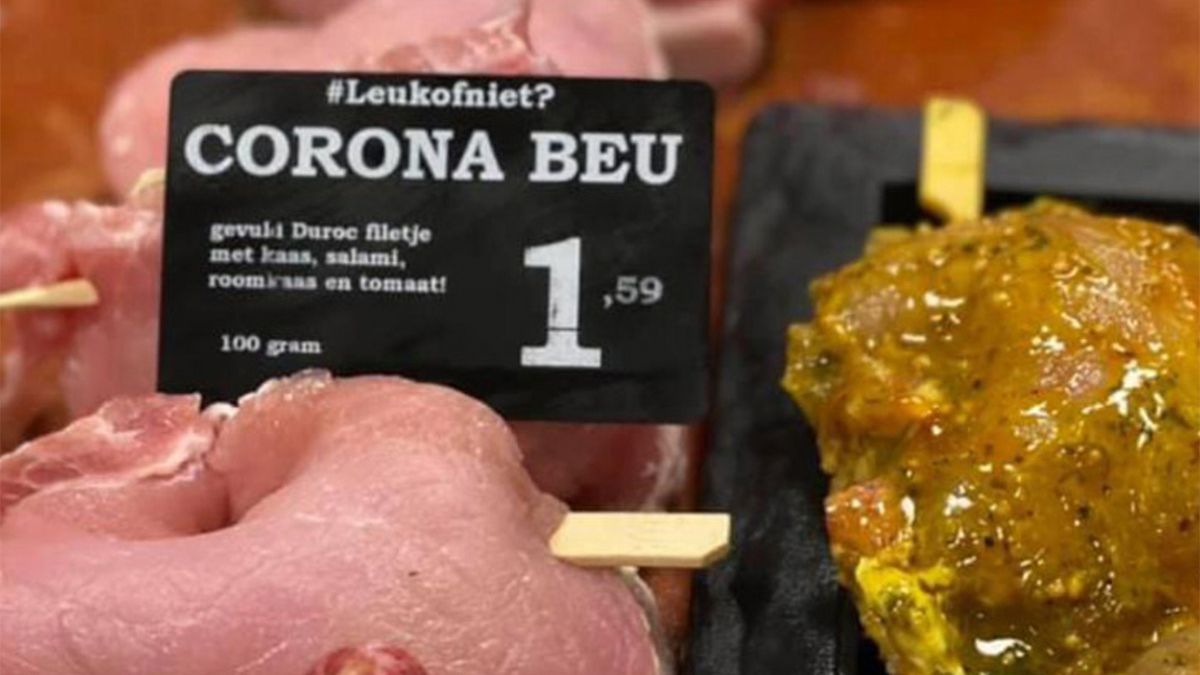 #Leukofniet?
CORONA BEU
gevuld Duroc filetje
met kaas, salami,
roomkaas en tomaat!
1,59
100 gram